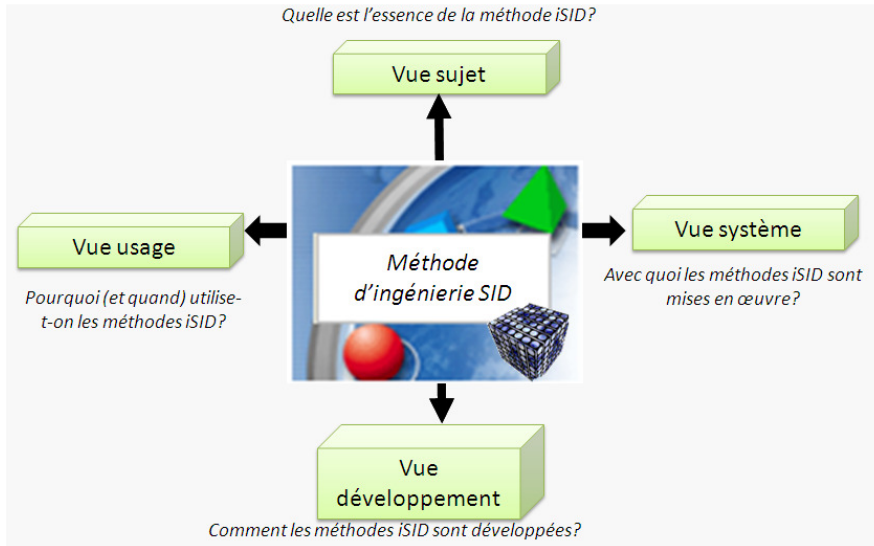 Quelle est l'essence de la méthode iSID?
Vue sujet
Vue usage
Pourquoi (et quand) utilise-
t-on les méthodes iSID?
Méthode
d'ingénierie SID
Vue système
Avec quoi les méthodes iSID sont
mises en œuvre?
Vue
développement
Comment les méthodes iSID sont développées?